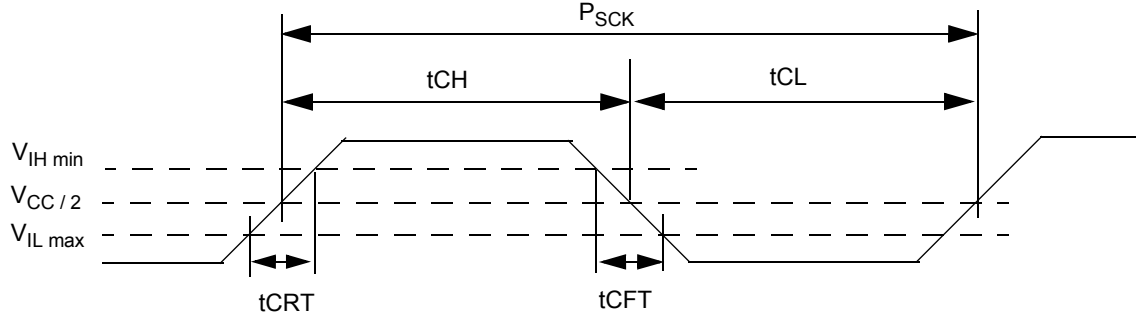 PSCK
tCH
tCL
VIH min
VCC / 2
VIL max
tCRT
tCFT